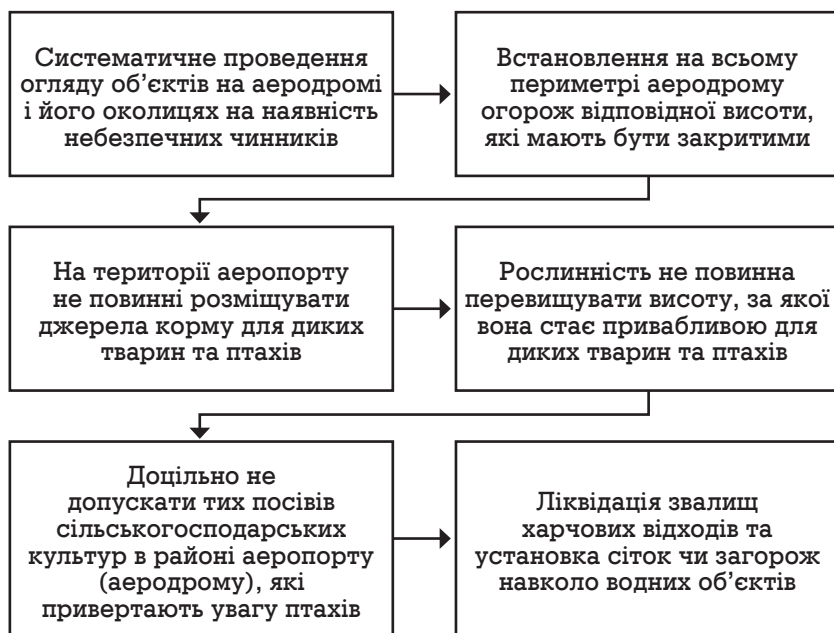 Систематичне проведення
огляду об’єктів на аеродромі
і його околицях на наявність
небезпечних чинників
Встановлення на всьому
периметрі аеродрому
огорож відповідної висоти,
які мають бути закритими
На території аеропорту
не повинні розміщувати
джерела корму для диких
тварин та птахів
Рослинність не повинна
перевищувати висоту, за якої
вона стає привабливою для
диких тварин та птахів
Доцільно не
допускати тих посівів
сільськогосподарських
культур в районі аеропорту
(аеродрому), які
привертають увагу птахів
Ліквідація звалищ
харчових відходів та
установка сіток чи загорож
навколо водних об’єктів